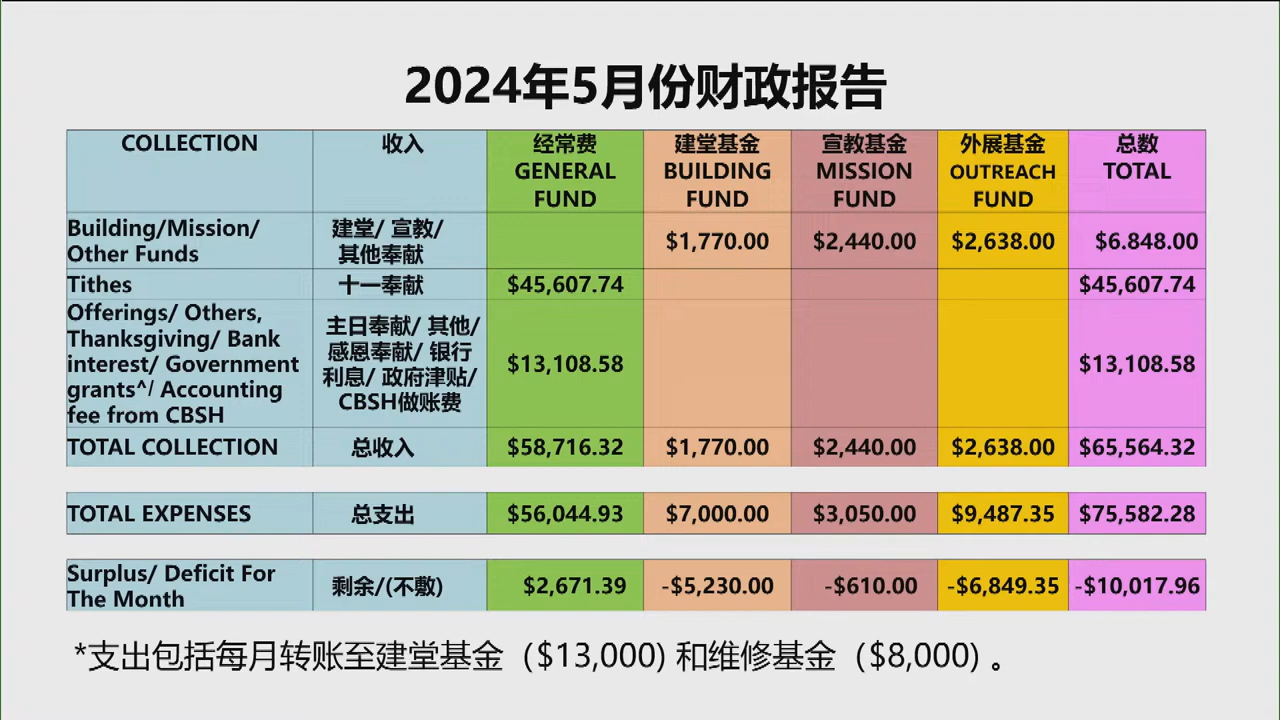 2024年5月份财政报告
COLLECTION 收入 经常费 GENERAL FUND 建堂基金 BUILDING FUND 宣教基金 MISSION FUND 外展基金 OUTREACH FUND 总数 TOTAL
Building/Mission/ Other Funds 建堂/ 宣教/ 其他奉献 $1,770.00 $2,440.00 $2,638.00 $6.848.00
Tithes 十一奉献 $45,607.74 $45,607.74
Offerings/ Others, Thanksgiving/ Bank interest/ Government grants^/ Accounting fee from CBSH 主日奉献/ 其他/ 感恩奉献/ 银行利息/ 政府津贴/ CBSH做账费 $13,108.58 $13,108.58
TOTAL COLLECTION 总收入 $58,716.32 $1,770.00 $2,440.00 $2,638.00 $65,564.32
TOTAL EXPENSES 总支出 $56,044.93 $7,000.00 $3,050.00 $9,487.35 $75,582.28
Surplus/ Deficit For The Month 剩余/(不敷) $2,671.39 -$5,230.00 -$610.00 -$6,849.35 -$10,017.96
*支出包括每月转账至建堂基金（$13,000) 和维修基金（$8,000) 。